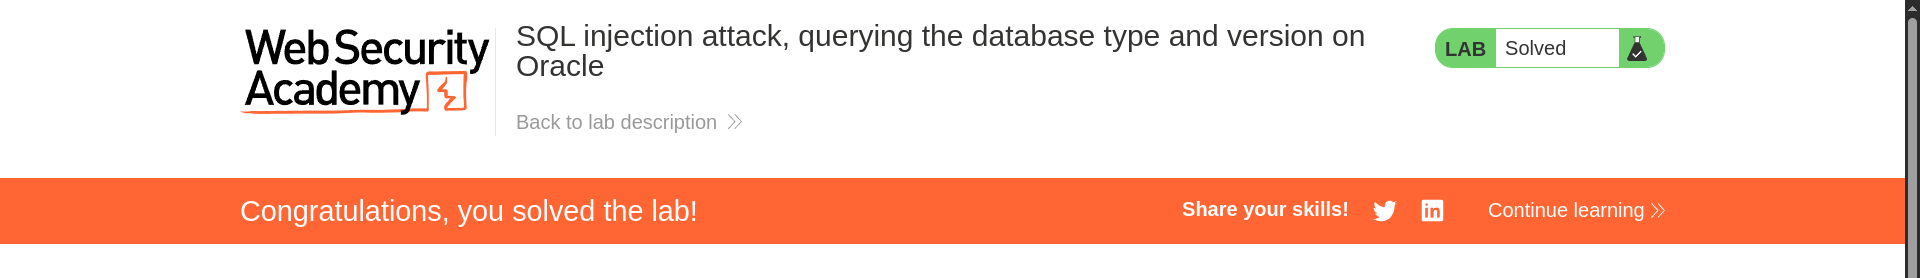 Web Security
Academy
SQL injection attack, querying the database type and version on
Oracle
Back to lab description
LAB Solved
Congratulations, you solved the lab!
Share your skills!
Continue learning